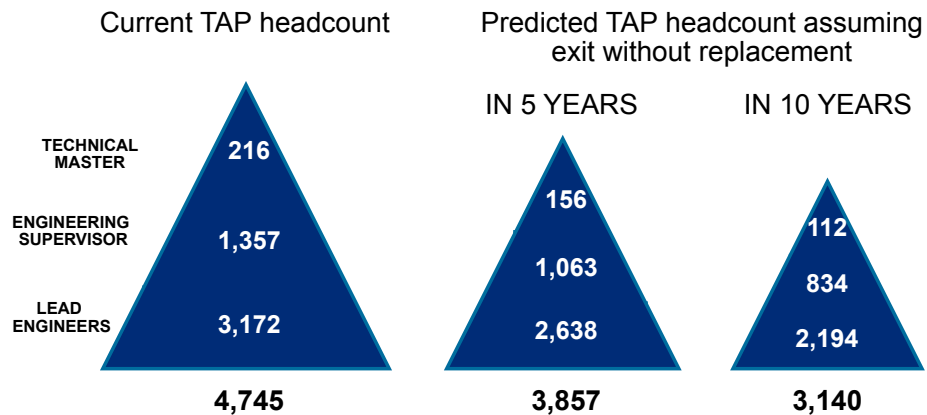 Current TAP headcount
Predicted TAP headcount assuming
exit without replacement
IN 5 YEARS
IN 10 YEARS
TECHNICAL
MASTER
216
156
112
ENGINEERING
SUPERVISOR
1,357
1,063
834
LEAD
ENGINEERS
3,172
2,638
2,194
4,745
3,857
3,140